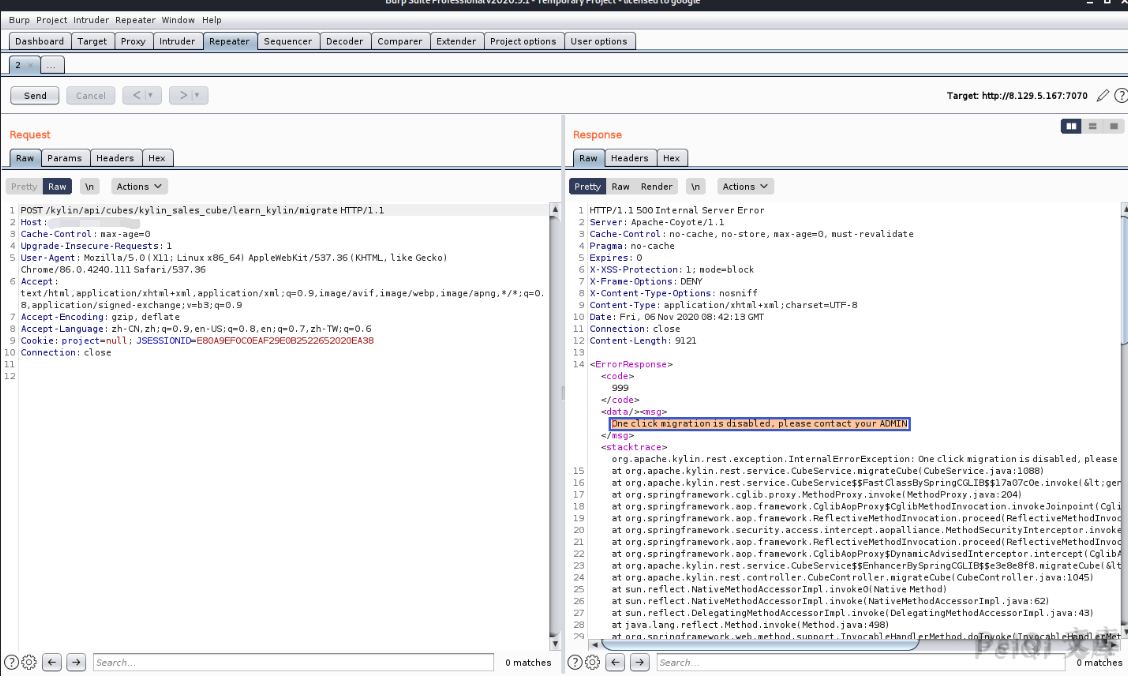 Burp Suite Professional v2020.9.1 - Temporary Project - licensed to google
Burp Project Intruder Repeater Window Help
Dashboard Target Proxy Intruder Repeater Sequencer Decoder Comparer Extender Project options User options
2 × ...
Send Cancel < > Target: http://8.129.5.167:7070
Request
Raw Params Headers Hex
Pretty Raw \n Actions
1 POST /kylin/api/cubes/kylin_sales_cube/learn_kylin/migrate HTTP/1.1
2 Host:
3 Cache-Control: max-age=0
4 Upgrade-Insecure-Requests: 1
5 User-Agent: Mozilla/5.0 (X11; Linux x86_64) AppleWebKit/537.36 (KHTML, like Gecko)
Chrome/86.0.4240.111 Safari/537.36
6 Accept:
text/html,application/xhtml+xml,application/xml;q=0.9,image/avif,image/webp,image/apng,*/*;q=0.
8,application/signed-exchange;v=b3;q=0.9
7 Accept-Encoding: gzip, deflate
8 Accept-Language: zh-CN,zh;q=0.9,en-US;q=0.8,en;q=0.7,zh-TW;q=0.6
9 Cookie: project=null; JSESSIONID=E80A9EF0C0EAF29E0B2522652020EA38
10 Connection: close
11
12
Search... 0 matches
Response
Raw Headers Hex
Pretty Raw Render \n Actions
1 HTTP/1.1 500 Internal Server Error
2 Server: Apache-Coyote/1.1
3 Cache-Control: no-cache, no-store, max-age=0, must-revalidate
4 Pragma: no-cache
5 Expires: 0
6 X-XSS-Protection: 1; mode=block
7 X-Frame-Options: DENY
8 X-Content-Type-Options: nosniff
9 Content-Type: application/xhtml+xml;charset=UTF-8
10 Date: Fri, 06 Nov 2020 08:42:13 GMT
11 Connection: close
12 Content-Length: 9121
13
14 <ErrorResponse>
<code>
999
</code>
<data/><msg>
One click migration is disabled, please contact your ADMIN
</msg>
<stacktrace>
org.apache.kylin.rest.exception.InternalErrorException: One click migration is disabled, please
15 at org.apache.kylin.rest.service.CubeService.migrateCube(CubeService.java:1088)
16 at org.apache.kylin.rest.service.CubeService$$FastClassBySpringCGLIB$$17a07c0e.invoke(&lt;gen
17 at org.springframework.cglib.proxy.MethodProxy.invoke(MethodProxy.java:204)
18 at org.springframework.aop.framework.CglibAopProxy$CglibMethodInvocation.invokeJoinpoint(Cgli
19 at org.springframework.aop.framework.ReflectiveMethodInvocation.proceed(ReflectiveMethodInvoc
20 at org.springframework.security.access.intercept.aopalliance.MethodSecurityInterceptor.invoke
21 at org.springframework.aop.framework.ReflectiveMethodInvocation.proceed(ReflectiveMethodInvoc
22 at org.springframework.aop.framework.CglibAopProxy$DynamicAdvisedInterceptor.intercept(CglibA
23 at org.apache.kylin.rest.service.CubeService$$EnhancerBySpringCGLIB$$e3e8e8f8.migrateCube(&lt
24 at org.apache.kylin.rest.controller.CubeController.migrateCube(CubeController.java:1045)
25 at sun.reflect.NativeMethodAccessorImpl.invoke0(Native Method)
26 at sun.reflect.NativeMethodAccessorImpl.invoke(NativeMethodAccessorImpl.java:62)
27 at sun.reflect.DelegatingMethodAccessorImpl.invoke(DelegatingMethodAccessorImpl.java:43)
28 at java.lang.reflect.Method.invoke(Method.java:498)
29 at org.springframework.web.method.support.InvocableHandlerMethod.doInvoke(InvocableHandlerMet
Search... 0 matches
PeiQi 文库